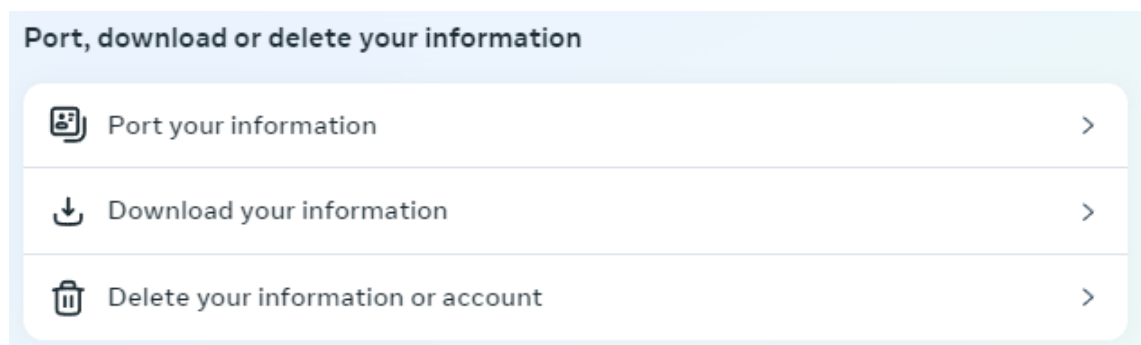 Port, download or delete your information
Port your information
Download your information
Delete your information or account